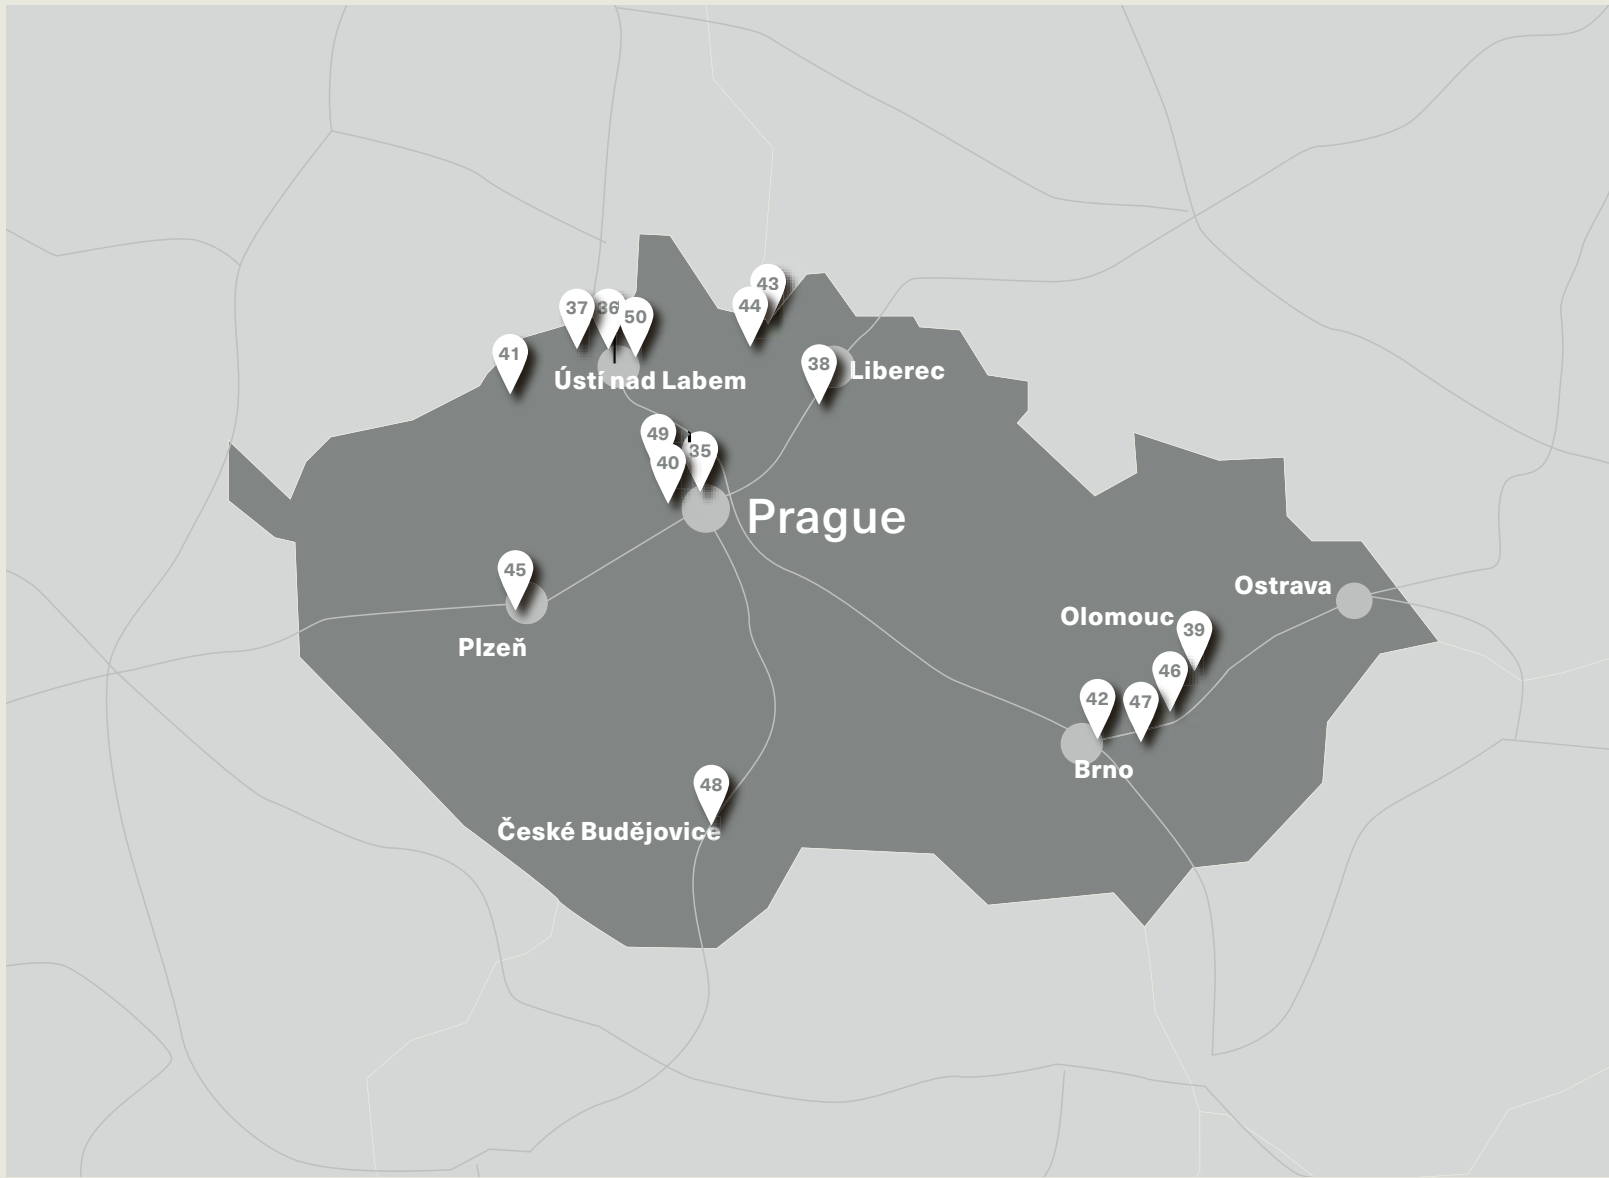 43
44
37
36
50
41
38
Liberec
Ústí nad Labem
49
35
40
Prague
45
Ostrava
Olomouc
39
Plzeň
46
42
47
Brno
48
České Budějovice